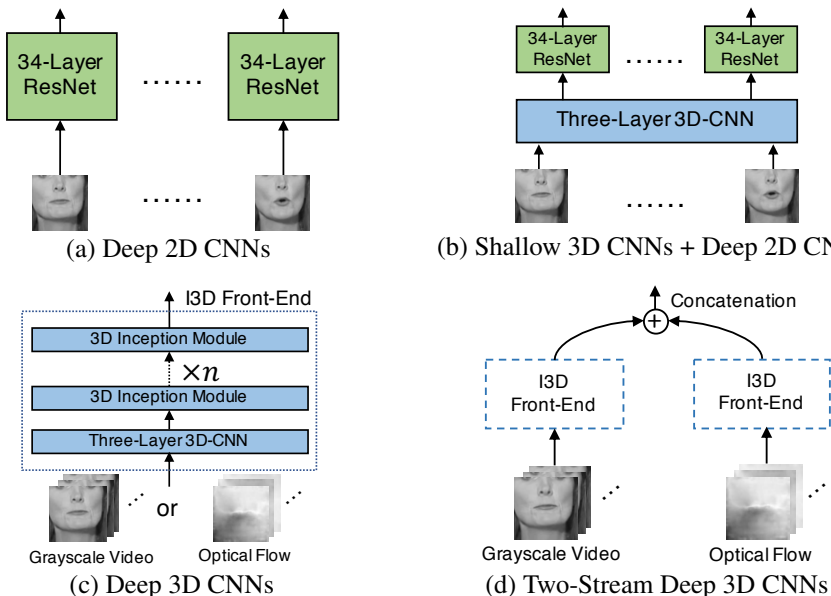 34-Layer
ResNet
......
34-Layer
ResNet
......
(a) Deep 2D CNNs
34-Layer
ResNet
......
34-Layer
ResNet
Three-Layer 3D-CNN
......
(b) Shallow 3D CNNs + Deep 2D CN
I3D Front-End
3D Inception Module
×n
3D Inception Module
Three-Layer 3D-CNN
... or ...
Grayscale Video Optical Flow
(c) Deep 3D CNNs
Concatenation
+
I3D
Front-End
I3D
Front-End
... ...
Grayscale Video Optical Flow
(d) Two-Stream Deep 3D CNNs